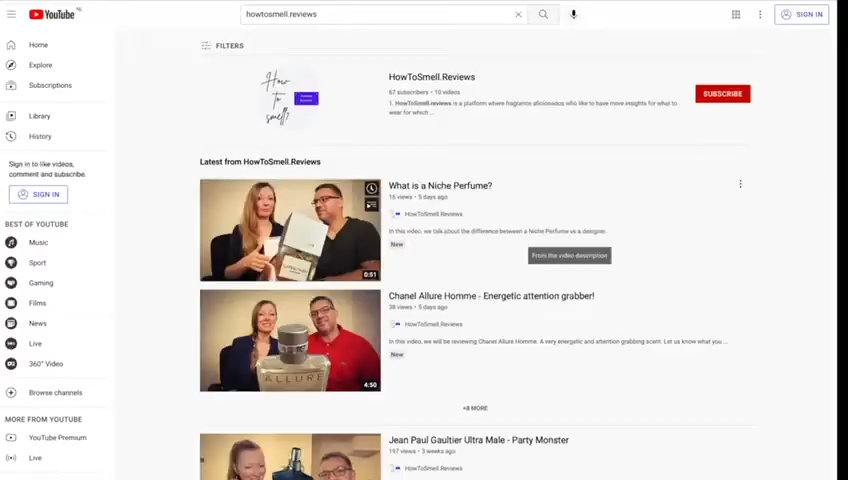 YouTube NL
howtosmell.reviews
SIGN IN
Home
Explore
Subscriptions
Library
History
Sign in to like videos,
comment and subscribe.
SIGN IN
BEST OF YOUTUBE
Music
Sport
Gaming
Films
News
Live
360° Video
Browse channels
MORE FROM YOUTUBE
YouTube Premium
Live
FILTERS
How
to
smell?
HowToSmell.Reviews
67 subscribers • 10 videos
1. HowToSmell.reviews is a platform where fragrance aficionados who like to have more insights for what to
wear for which ...
SUBSCRIBE
Latest from HowToSmell.Reviews
What is a Niche Perfume?
16 views • 5 days ago
HowToSmell.Reviews
In this video, we talk about the difference between a Niche Perfume vs a designer.
New
From the video description
0:51
Chanel Allure Homme - Energetic attention grabber!
38 views • 5 days ago
HowToSmell.Reviews
In this video, we will be reviewing Chanel Allure Homme. A very energetic and attention grabbing scent. Let us know what you ...
New
ALLURE
4:50
+8 MORE
Jean Paul Gaultier Ultra Male - Party Monster
197 views • 3 weeks ago
HowToSmell.Reviews